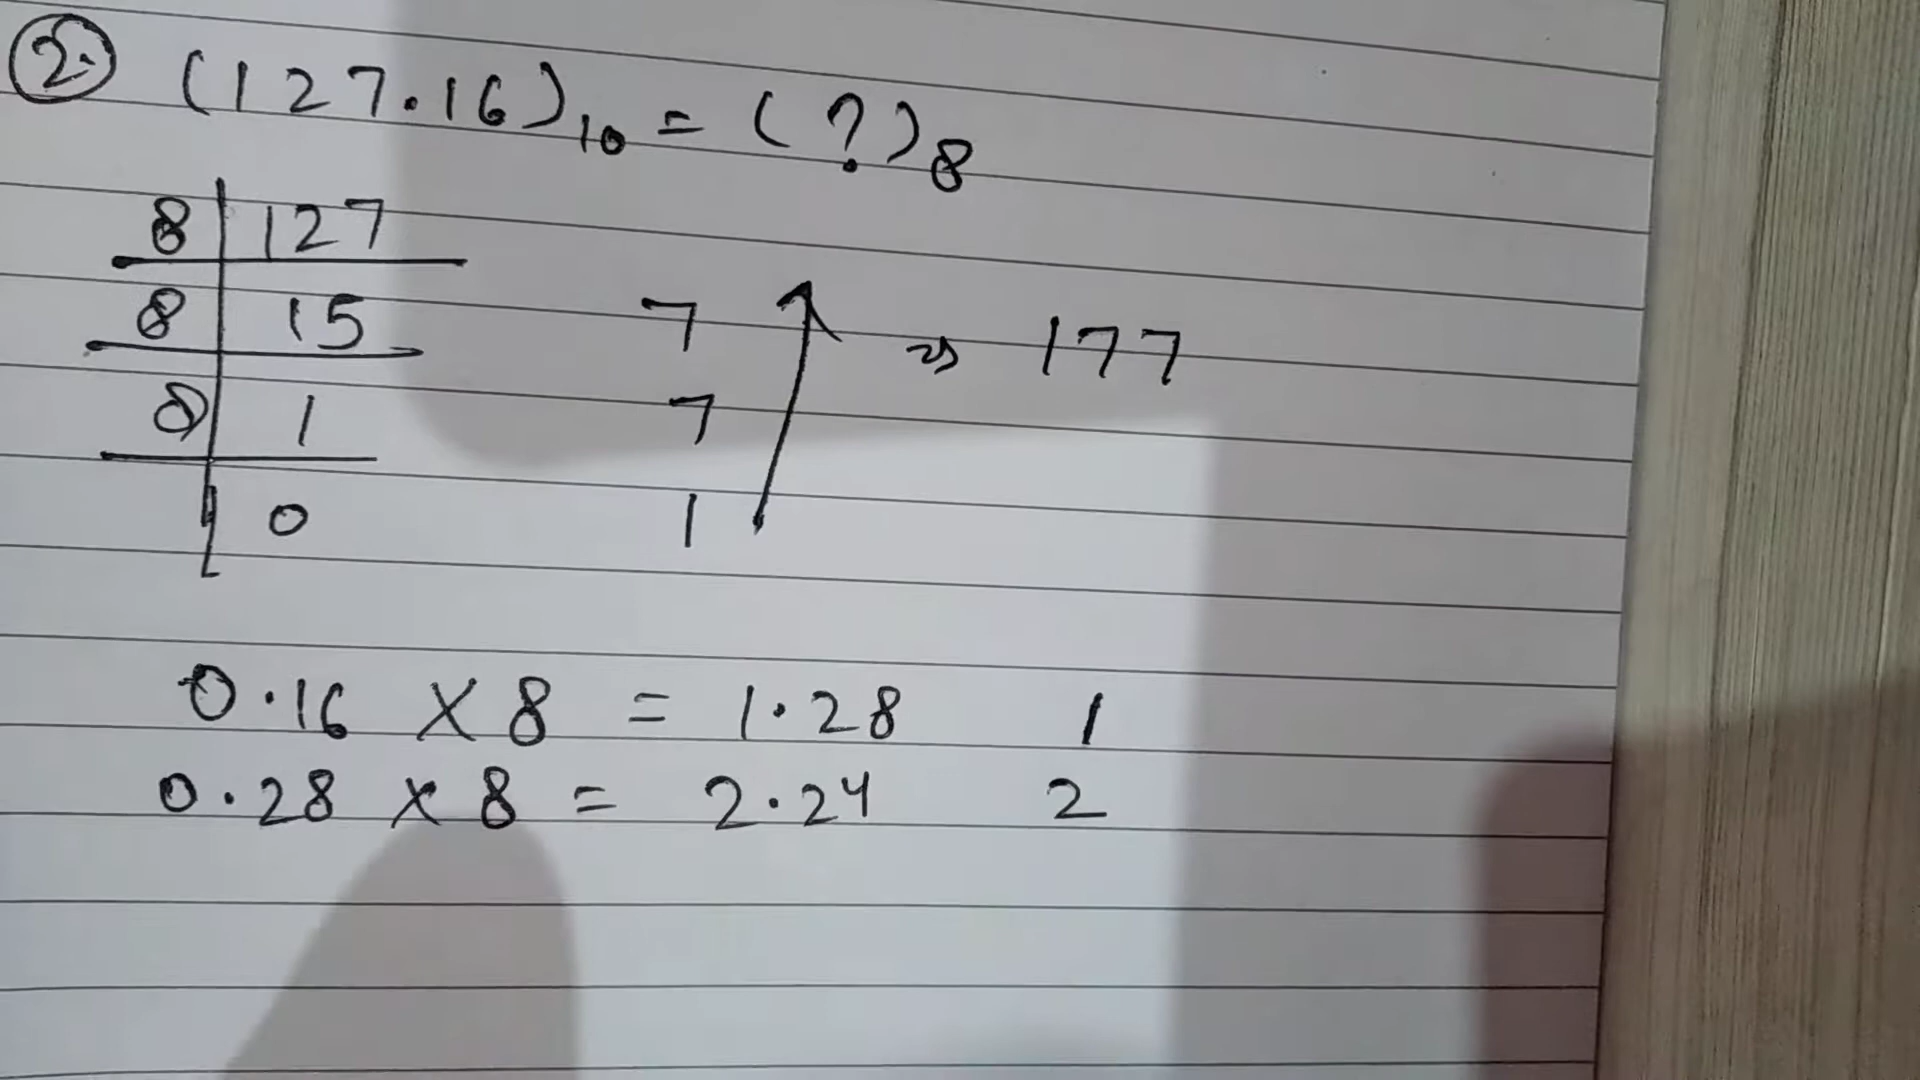 2. (127.16)₁₀ = (?)₈
8 | 127
8 | 15 7 ⇒ 177
8 | 1 7
0 1
0.16 × 8 = 1.28 1
0.28 × 8 = 2.24 2